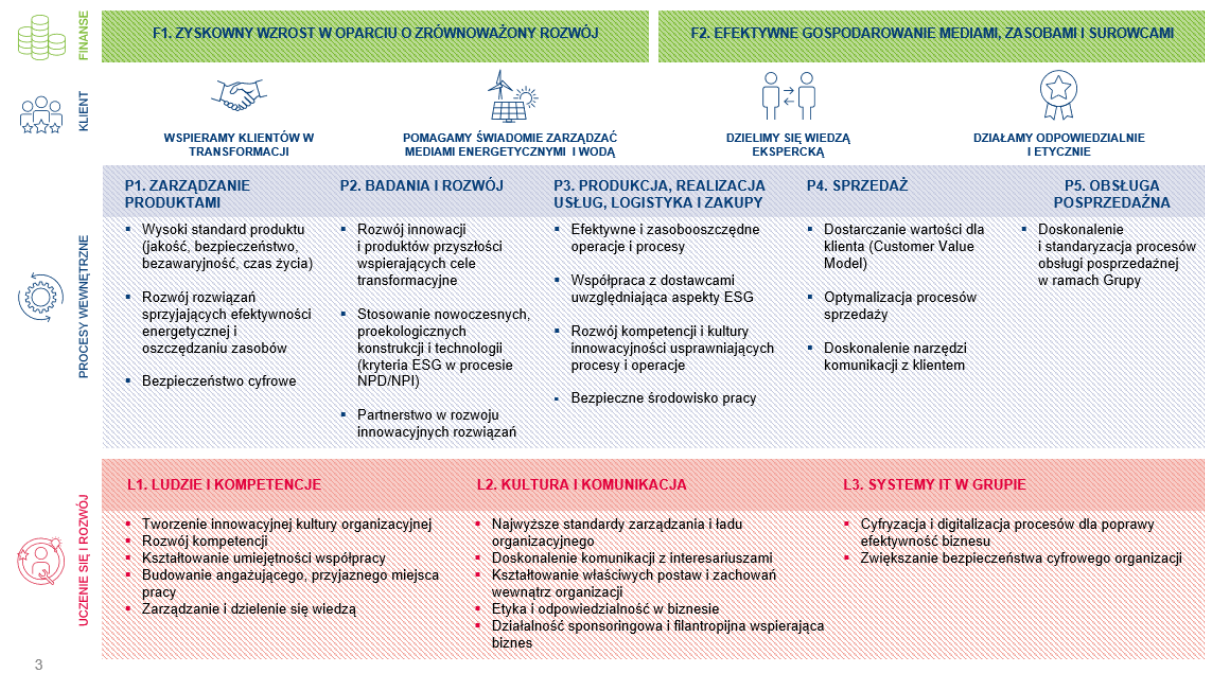 FINANSE
F1. ZYSKOWNY WZROST W OPARCIU O ZRÓWNOWAŻONY ROZWÓJ
F2. EFEKTYWNE GOSPODAROWANIE MEDIAMI, ZASOBAMI I SUROWCAMI
KLIENT
WSPIERAMY KLIENTÓW W
TRANSFORMACJI
POMAGAMY ŚWIADOMIE ZARZĄDZAĆ
MEDIAMI ENERGETYCZNYMI I WODĄ
DZIELIMY SIĘ WIEDZĄ
EKSPERCKĄ
DZIAŁAMY ODPOWIEDZIALNIE
I ETYCZNIE
PROCESY WEWNĘTRZNE
P1. ZARZĄDZANIE
PRODUKTAMI
▪ Wysoki standard produktu
(jakość, bezpieczeństwo,
bezawaryjność, czas życia)
▪ Rozwój rozwiązań
sprzyjających efektywności
energetycznej i
oszczędzaniu zasobów
▪ Bezpieczeństwo cyfrowe
P2. BADANIA I ROZWÓJ
▪ Rozwój innowacji
i produktów przyszłości
wspierających cele
transformacyjne
▪ Stosowanie nowoczesnych,
proekologicznych
konstrukcji i technologii
(kryteria ESG w procesie
NPD/NPI)
▪ Partnerstwo w rozwoju
innowacyjnych rozwiązań
P3. PRODUKCJA, REALIZACJA
USŁUG, LOGISTYKA I ZAKUPY
▪ Efektywne i zasobooszczędne
operacje i procesy
▪ Współpraca z dostawcami
uwzględniająca aspekty ESG
▪ Rozwój kompetencji i kultury
innowacyjności usprawniających
procesy i operacje
▪ Bezpieczne środowisko pracy
P4. SPRZEDAŻ
▪ Dostarczanie wartości dla
klienta (Customer Value
Model)
▪ Optymalizacja procesów
sprzedaży
▪ Doskonalenie narzędzi
komunikacji z klientem
P5. OBSŁUGA
POSPRZEDAŻNA
▪ Doskonalenie
i standaryzacja procesów
obsługi posprzedażnej
w ramach Grupy
UCZENIE SIĘ I ROZWÓJ
L1. LUDZIE I KOMPETENCJE
▪ Tworzenie innowacyjnej kultury organizacyjnej
▪ Rozwój kompetencji
▪ Kształtowanie umiejętności współpracy
▪ Budowanie angażującego, przyjaznego miejsca
pracy
▪ Zarządzanie i dzielenie się wiedzą
L2. KULTURA I KOMUNIKACJA
▪ Najwyższe standardy zarządzania i ładu
organizacyjnego
▪ Doskonalenie komunikacji z interesariuszami
▪ Kształtowanie właściwych postaw i zachowań
wewnątrz organizacji
▪ Etyka i odpowiedzialność w biznesie
▪ Działalność sponsoringowa i filantropijna wspierająca
biznes
L3. SYSTEMY IT W GRUPIE
▪ Cyfryzacja i digitalizacja procesów dla poprawy
efektywność biznesu
▪ Zwiększanie bezpieczeństwa cyfrowego organizacji
3